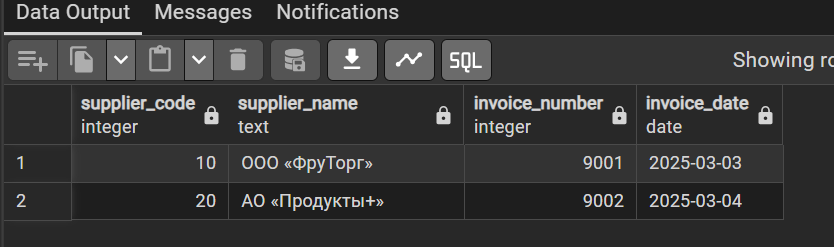 Data Output Messages Notifications
SQL Showing
supplier_code supplier_name invoice_number invoice_date
integer text integer date
1 10 ООО «ФруТорг» 9001 2025-03-03
2 20 АО «Продукты+» 9002 2025-03-04